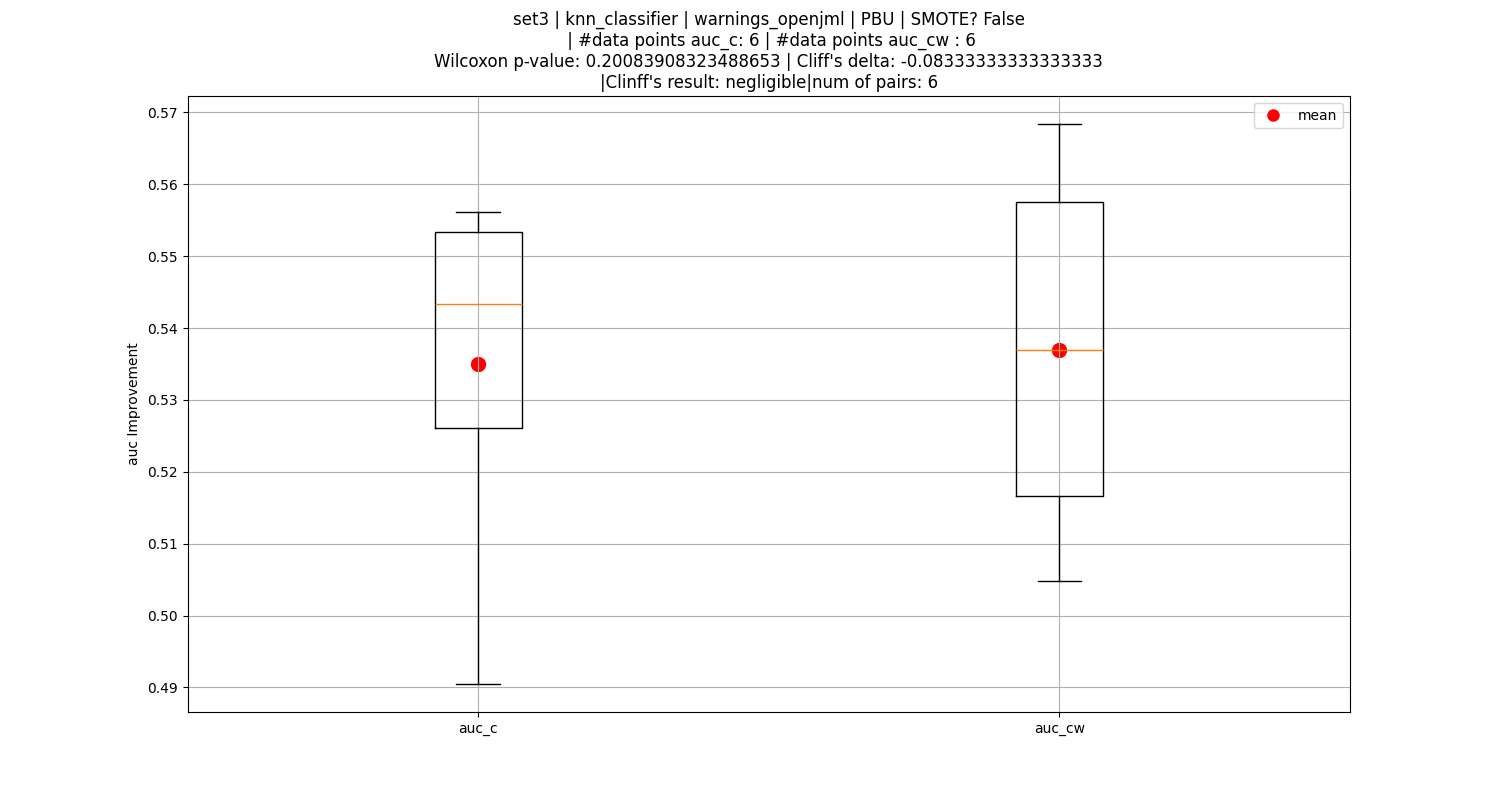 set3 | knn_classifier | warnings_openjml | PBU | SMOTE? False
| #data points auc_c: 6 | #data points auc_cw : 6
Wilcoxon p-value: 0.20083908323488653 | Cliff's delta: -0.08333333333333333
|Clinff's result: negligible|num of pairs: 6
mean
0.57
0.56
0.55
0.54
0.53
0.52
0.51
0.50
0.49
auc Improvement
auc_c
auc_cw